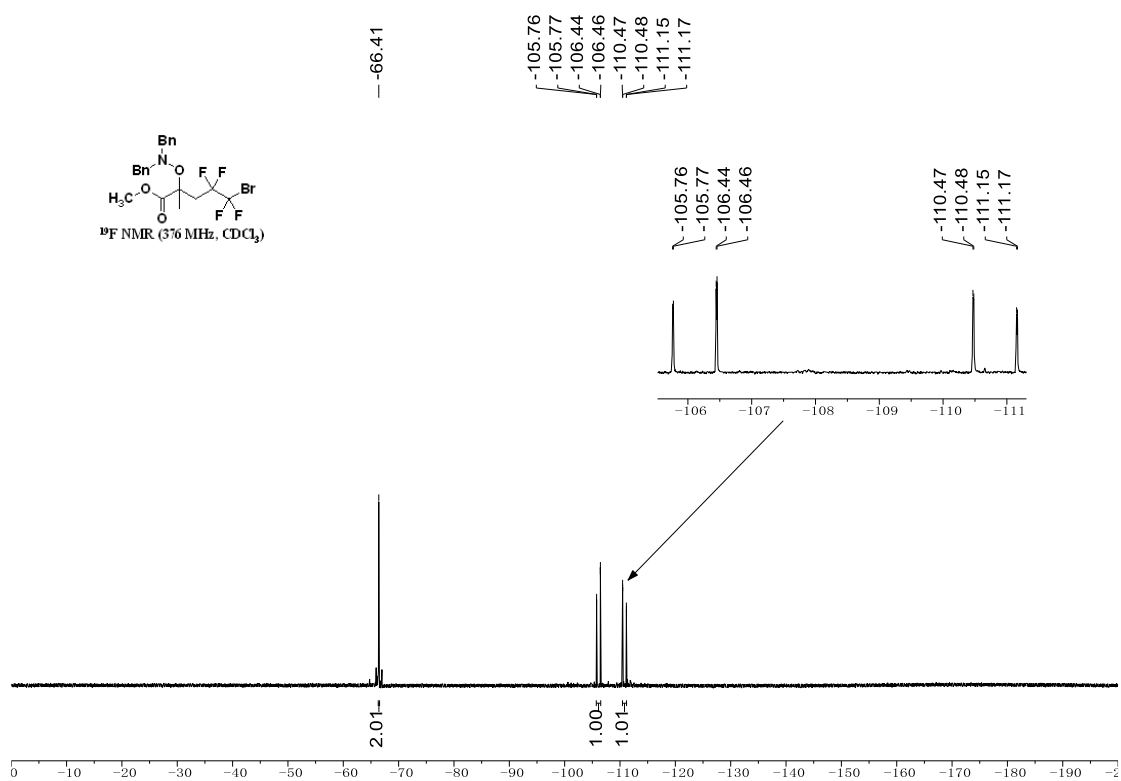 -66.41
-105.76
-105.77
-106.44
-106.46
-110.47
-110.48
-111.15
-111.17
Bn
N
Bn
O
F F
O
Br
H₃C
O
F F
¹⁹F NMR (376 MHz, CDCl₃)
-105.76
-105.77
-106.44
-106.46
-110.47
-110.48
-111.15
-111.17
-106 -107 -108 -109 -110 -111
2.01
1.00
1.01
0 -10 -20 -30 -40 -50 -60 -70 -80 -90 -100 -110 -120 -130 -140 -150 -160 -170 -180 -190 -2